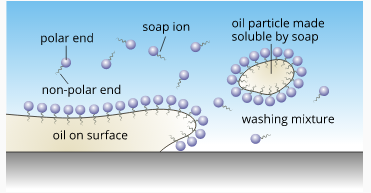 soap ion
oil particle made
soluble by soap
polar end
non-polar end
oil on surface
washing mixture